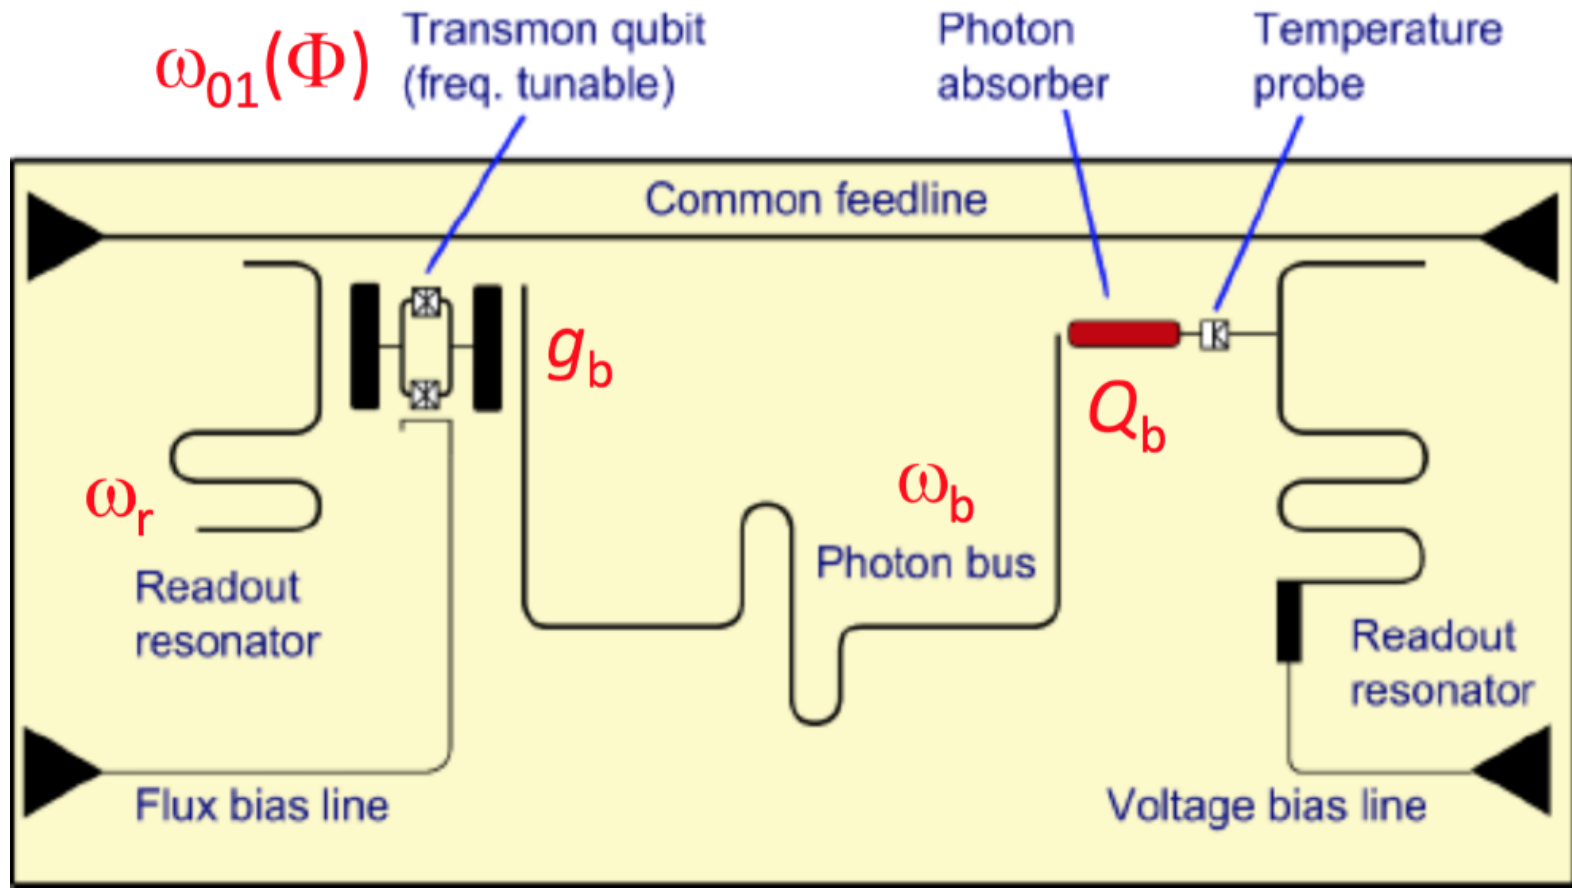 ω01(Φ)
Transmon qubit
(freq. tunable)
Photon
absorber
Temperature
probe
Common feedline
gb
Qb
ωr
ωb
Photon bus
Readout
resonator
Readout
resonator
Flux bias line
Voltage bias line